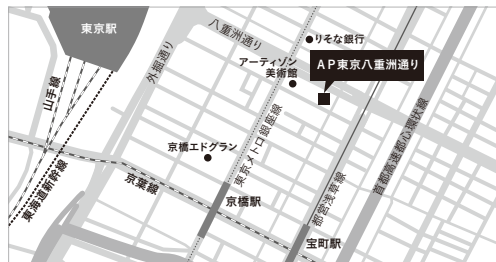 東京駅
八重洲通り
りそな銀行
AP東京八重洲通り
アーティゾン
美術館
外堀通り
山手線
東海道新幹線
京葉線
京橋エドグラン
東京メトロ銀座線
京橋駅
都営浅草線
宝町駅
首都高速都心環状線